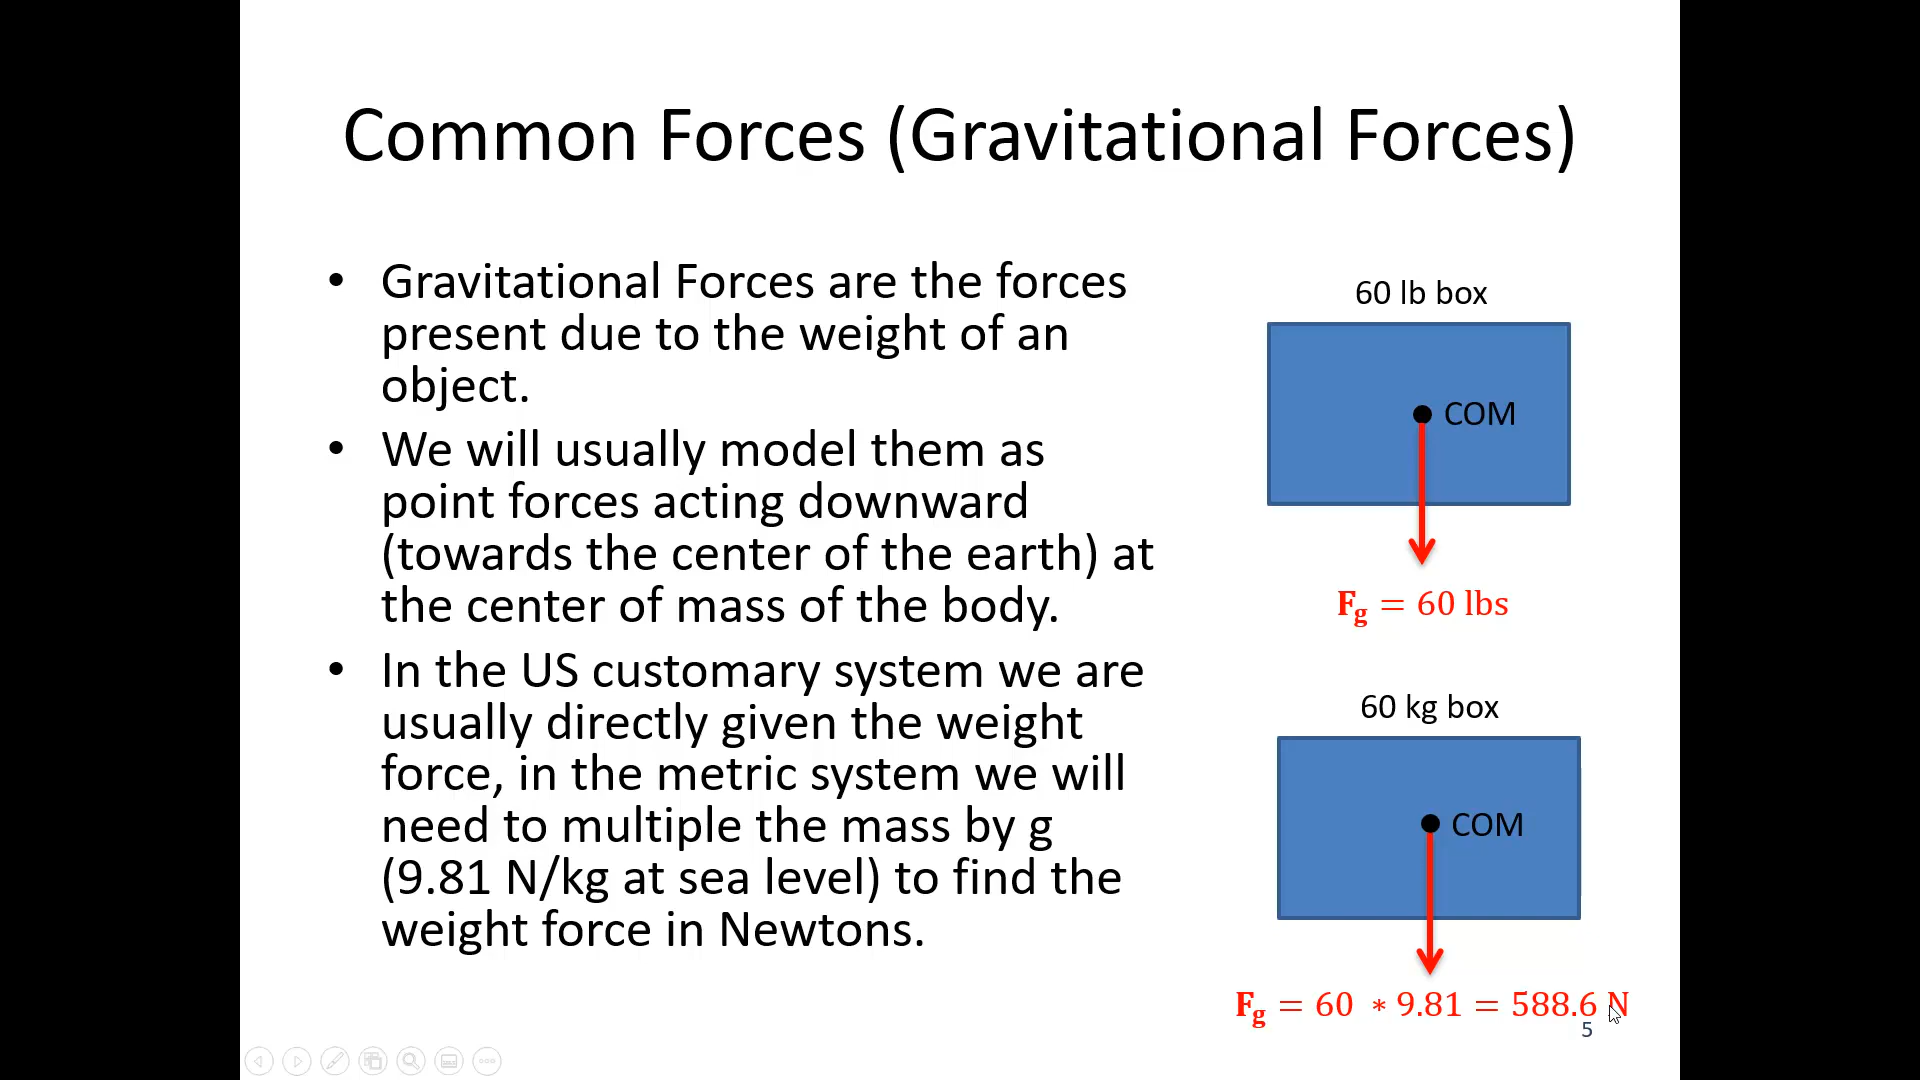 Common Forces (Gravitational Forces)
• Gravitational Forces are the forces
present due to the weight of an
object.
• We will usually model them as
point forces acting downward
(towards the center of the earth) at
the center of mass of the body.
• In the US customary system we are
usually directly given the weight
force, in the metric system we will
need to multiple the mass by g
(9.81 N/kg at sea level) to find the
weight force in Newtons.
60 lb box
COM
F_g = 60 lbs
60 kg box
COM
F_g = 60 * 9.81 = 588.6 N
5